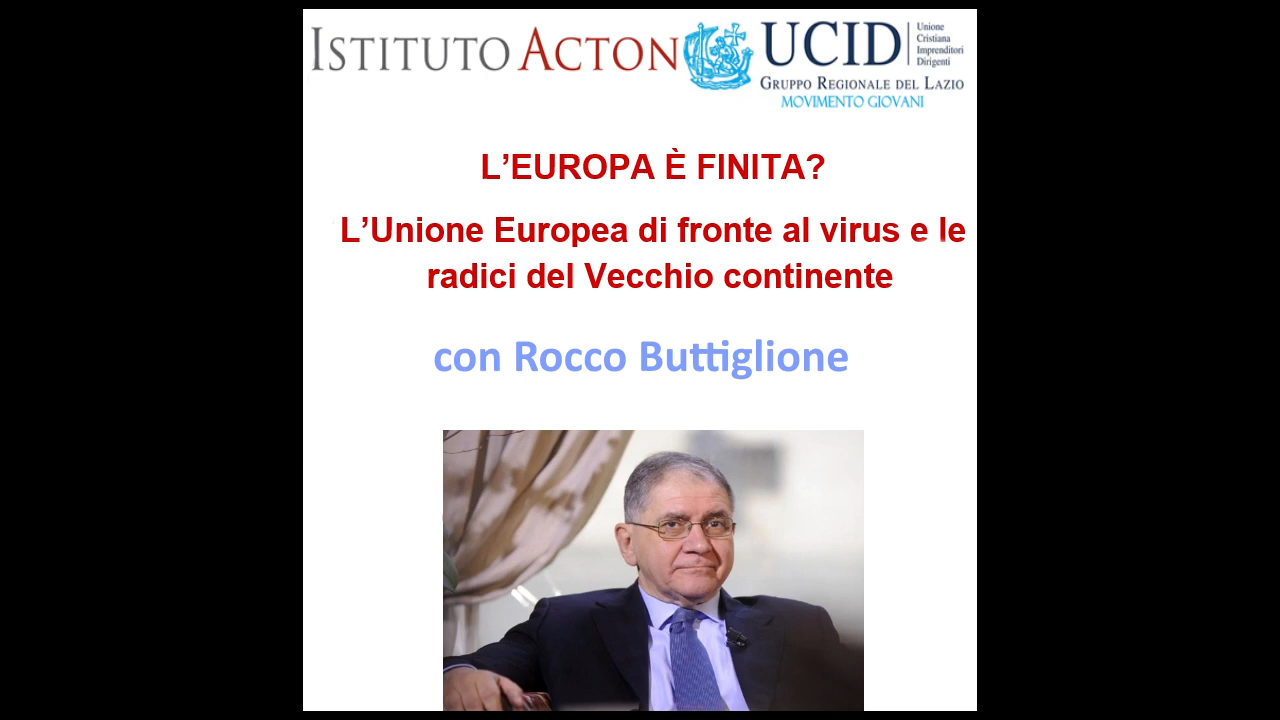 ISTITUTO ACTON
UCID
Unione
Cristiana
Imprenditori
Dirigenti
GRUPPO REGIONALE DEL LAZIO
MOVIMENTO GIOVANI
L’EUROPA È FINITA?
L’Unione Europea di fronte al virus e le
radici del Vecchio continente
con Rocco Buttiglione